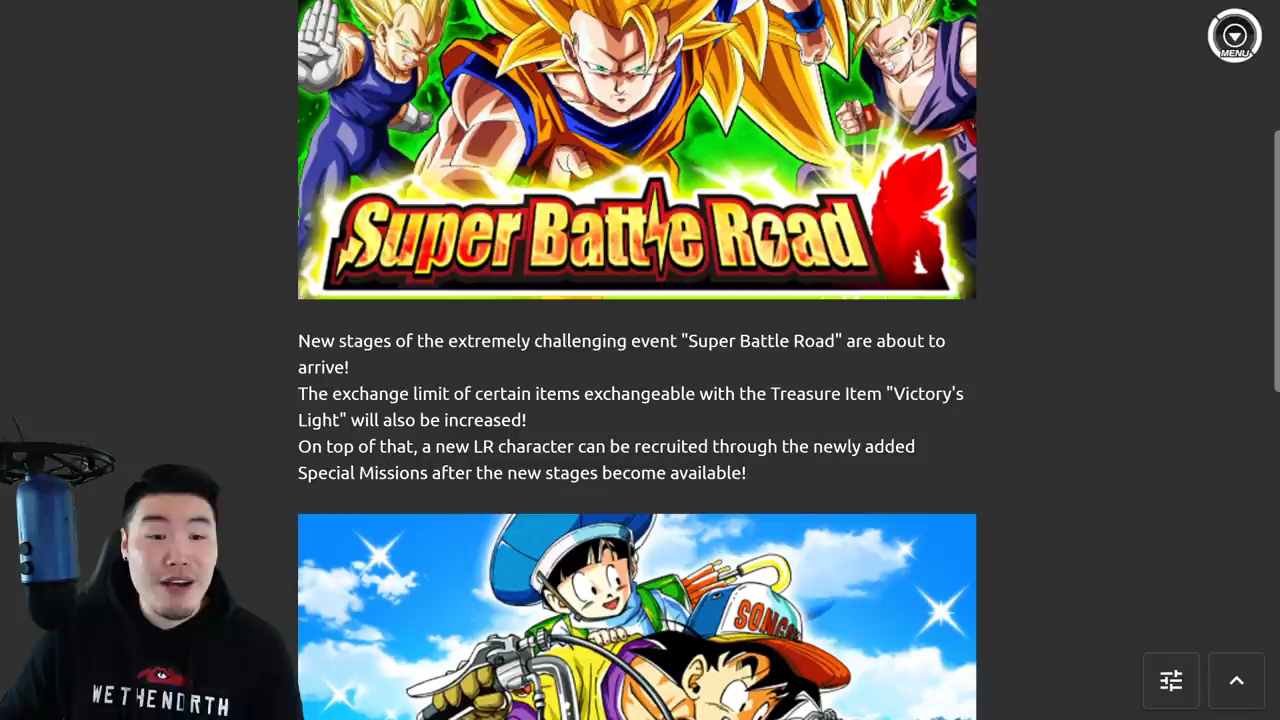 MENU
Super Battle Road
New stages of the extremely challenging event "Super Battle Road" are about to
arrive!
The exchange limit of certain items exchangeable with the Treasure Item "Victory's
Light" will also be increased!
On top of that, a new LR character can be recruited through the newly added
Special Missions after the new stages become available!
WE THE NORTH